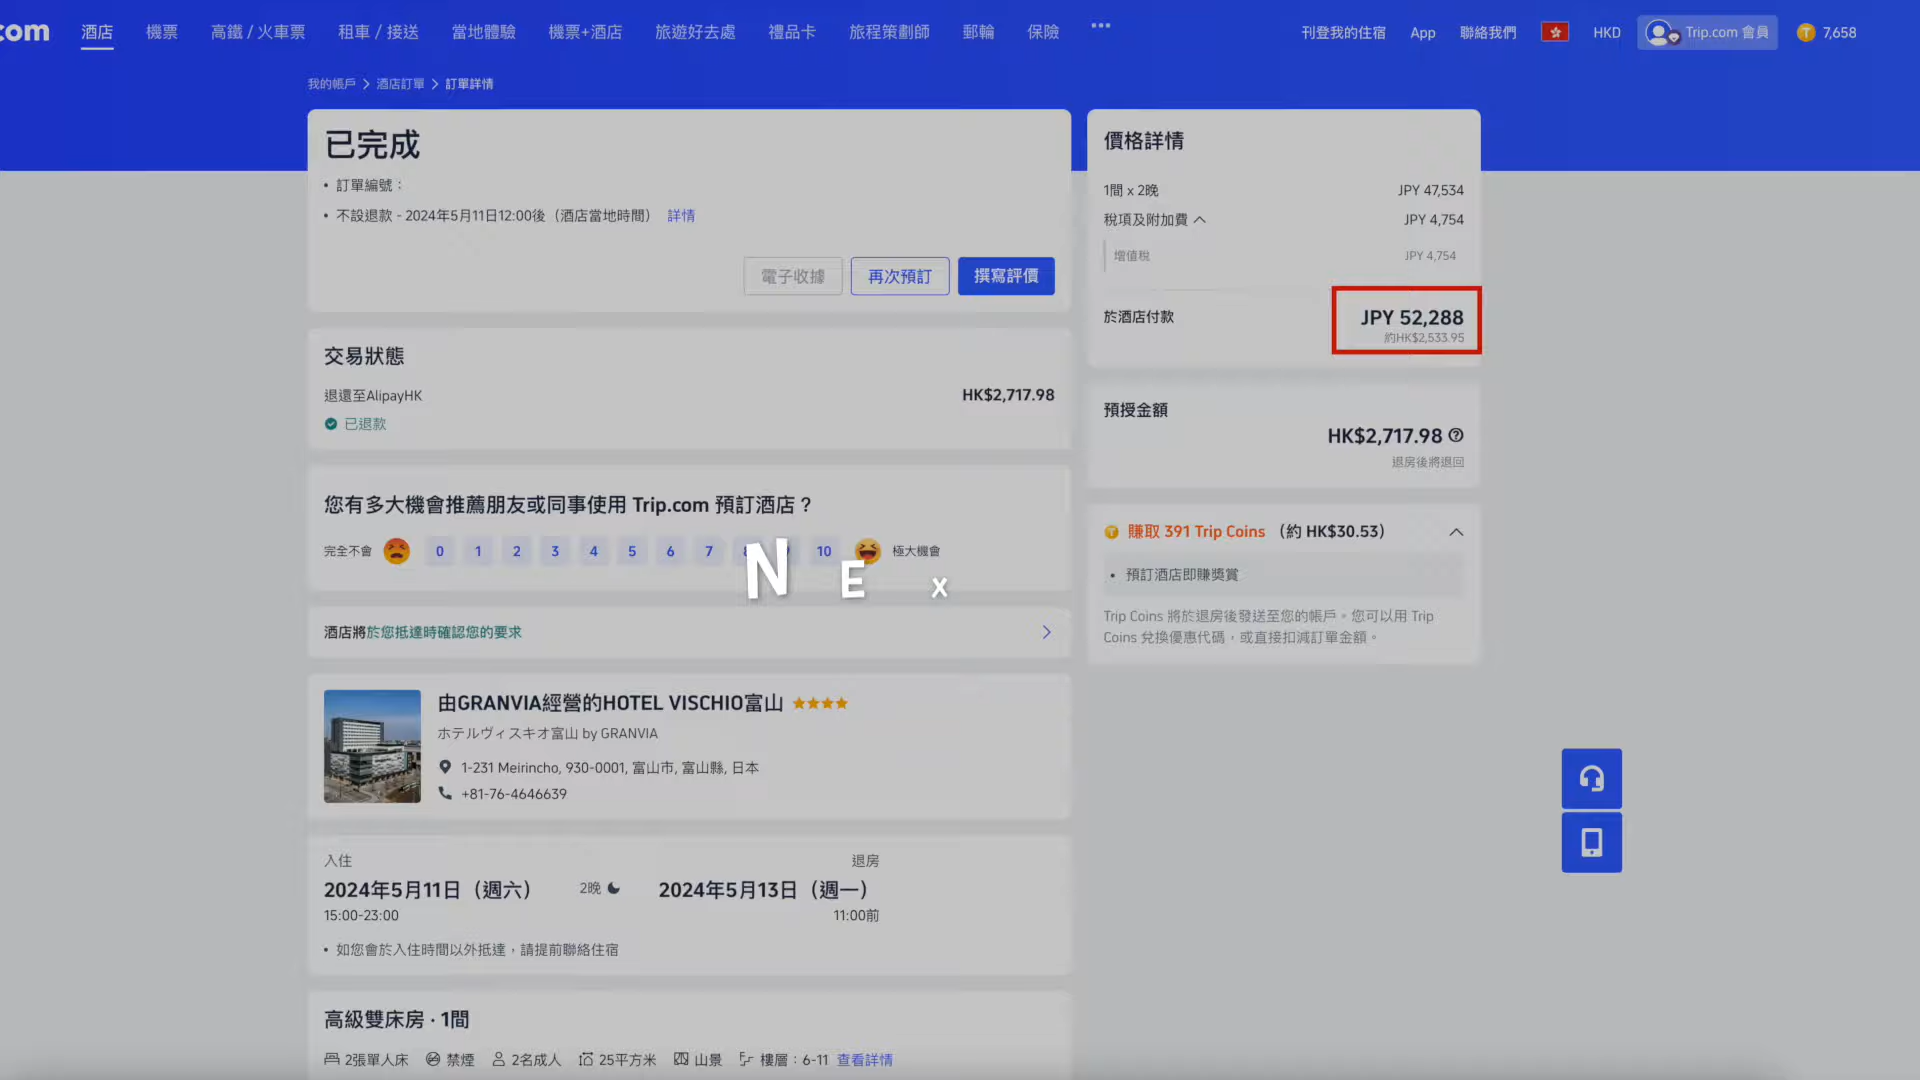 com 酒店 機票 高鐵 / 火車票 租車 / 接送 當地體驗 機票+酒店 旅遊好去處 禮品卡 旅程策劃師 郵輪 保險 ••• 刊登我的住宿 App 聯絡我們 HKD Trip.com 會員 7,658
我的帳戶 > 酒店訂單 > 訂單詳情
已完成
• 訂單編號：
• 不設退款 - 2024年5月11日12:00後（酒店當地時間） 詳情
電子收據 再次預訂 撰寫評價
價格詳情
1間 x 2晚 JPY 47,534
稅項及附加費 JPY 4,754
增值稅 JPY 4,754
於酒店付款 JPY 52,288
約HK$2,533.95
交易狀態
退還至AlipayHK HK$2,717.98
已退款
預授金額
HK$2,717.98
退房後將退回
您有多大機會推薦朋友或同事使用 Trip.com 預訂酒店？
完全不會 0 1 2 3 4 5 6 7 10 極大機會
N E X
賺取 391 Trip Coins （約 HK$30.53）
• 預訂酒店即賺獎賞
Trip Coins 將於退房後發送至您的帳戶。您可以用 Trip
Coins 兌換優惠代碼，或直接扣減訂單金額。
酒店將於您抵達時確認您的要求
由GRANVIA經營的HOTEL VISCHIO富山
ホテルヴィスキオ富山 by GRANVIA
1-231 Meirincho, 930-0001, 富山市, 富山縣, 日本
+81-76-4646639
入住 退房
2024年5月11日（週六） 2晚 2024年5月13日（週一）
15:00-23:00 11:00前
• 如您會於入住時間以外抵達，請提前聯絡住宿
高級雙床房 · 1間
2張單人床 禁煙 2名成人 25平方米 山景 樓層：6-11 查看詳情